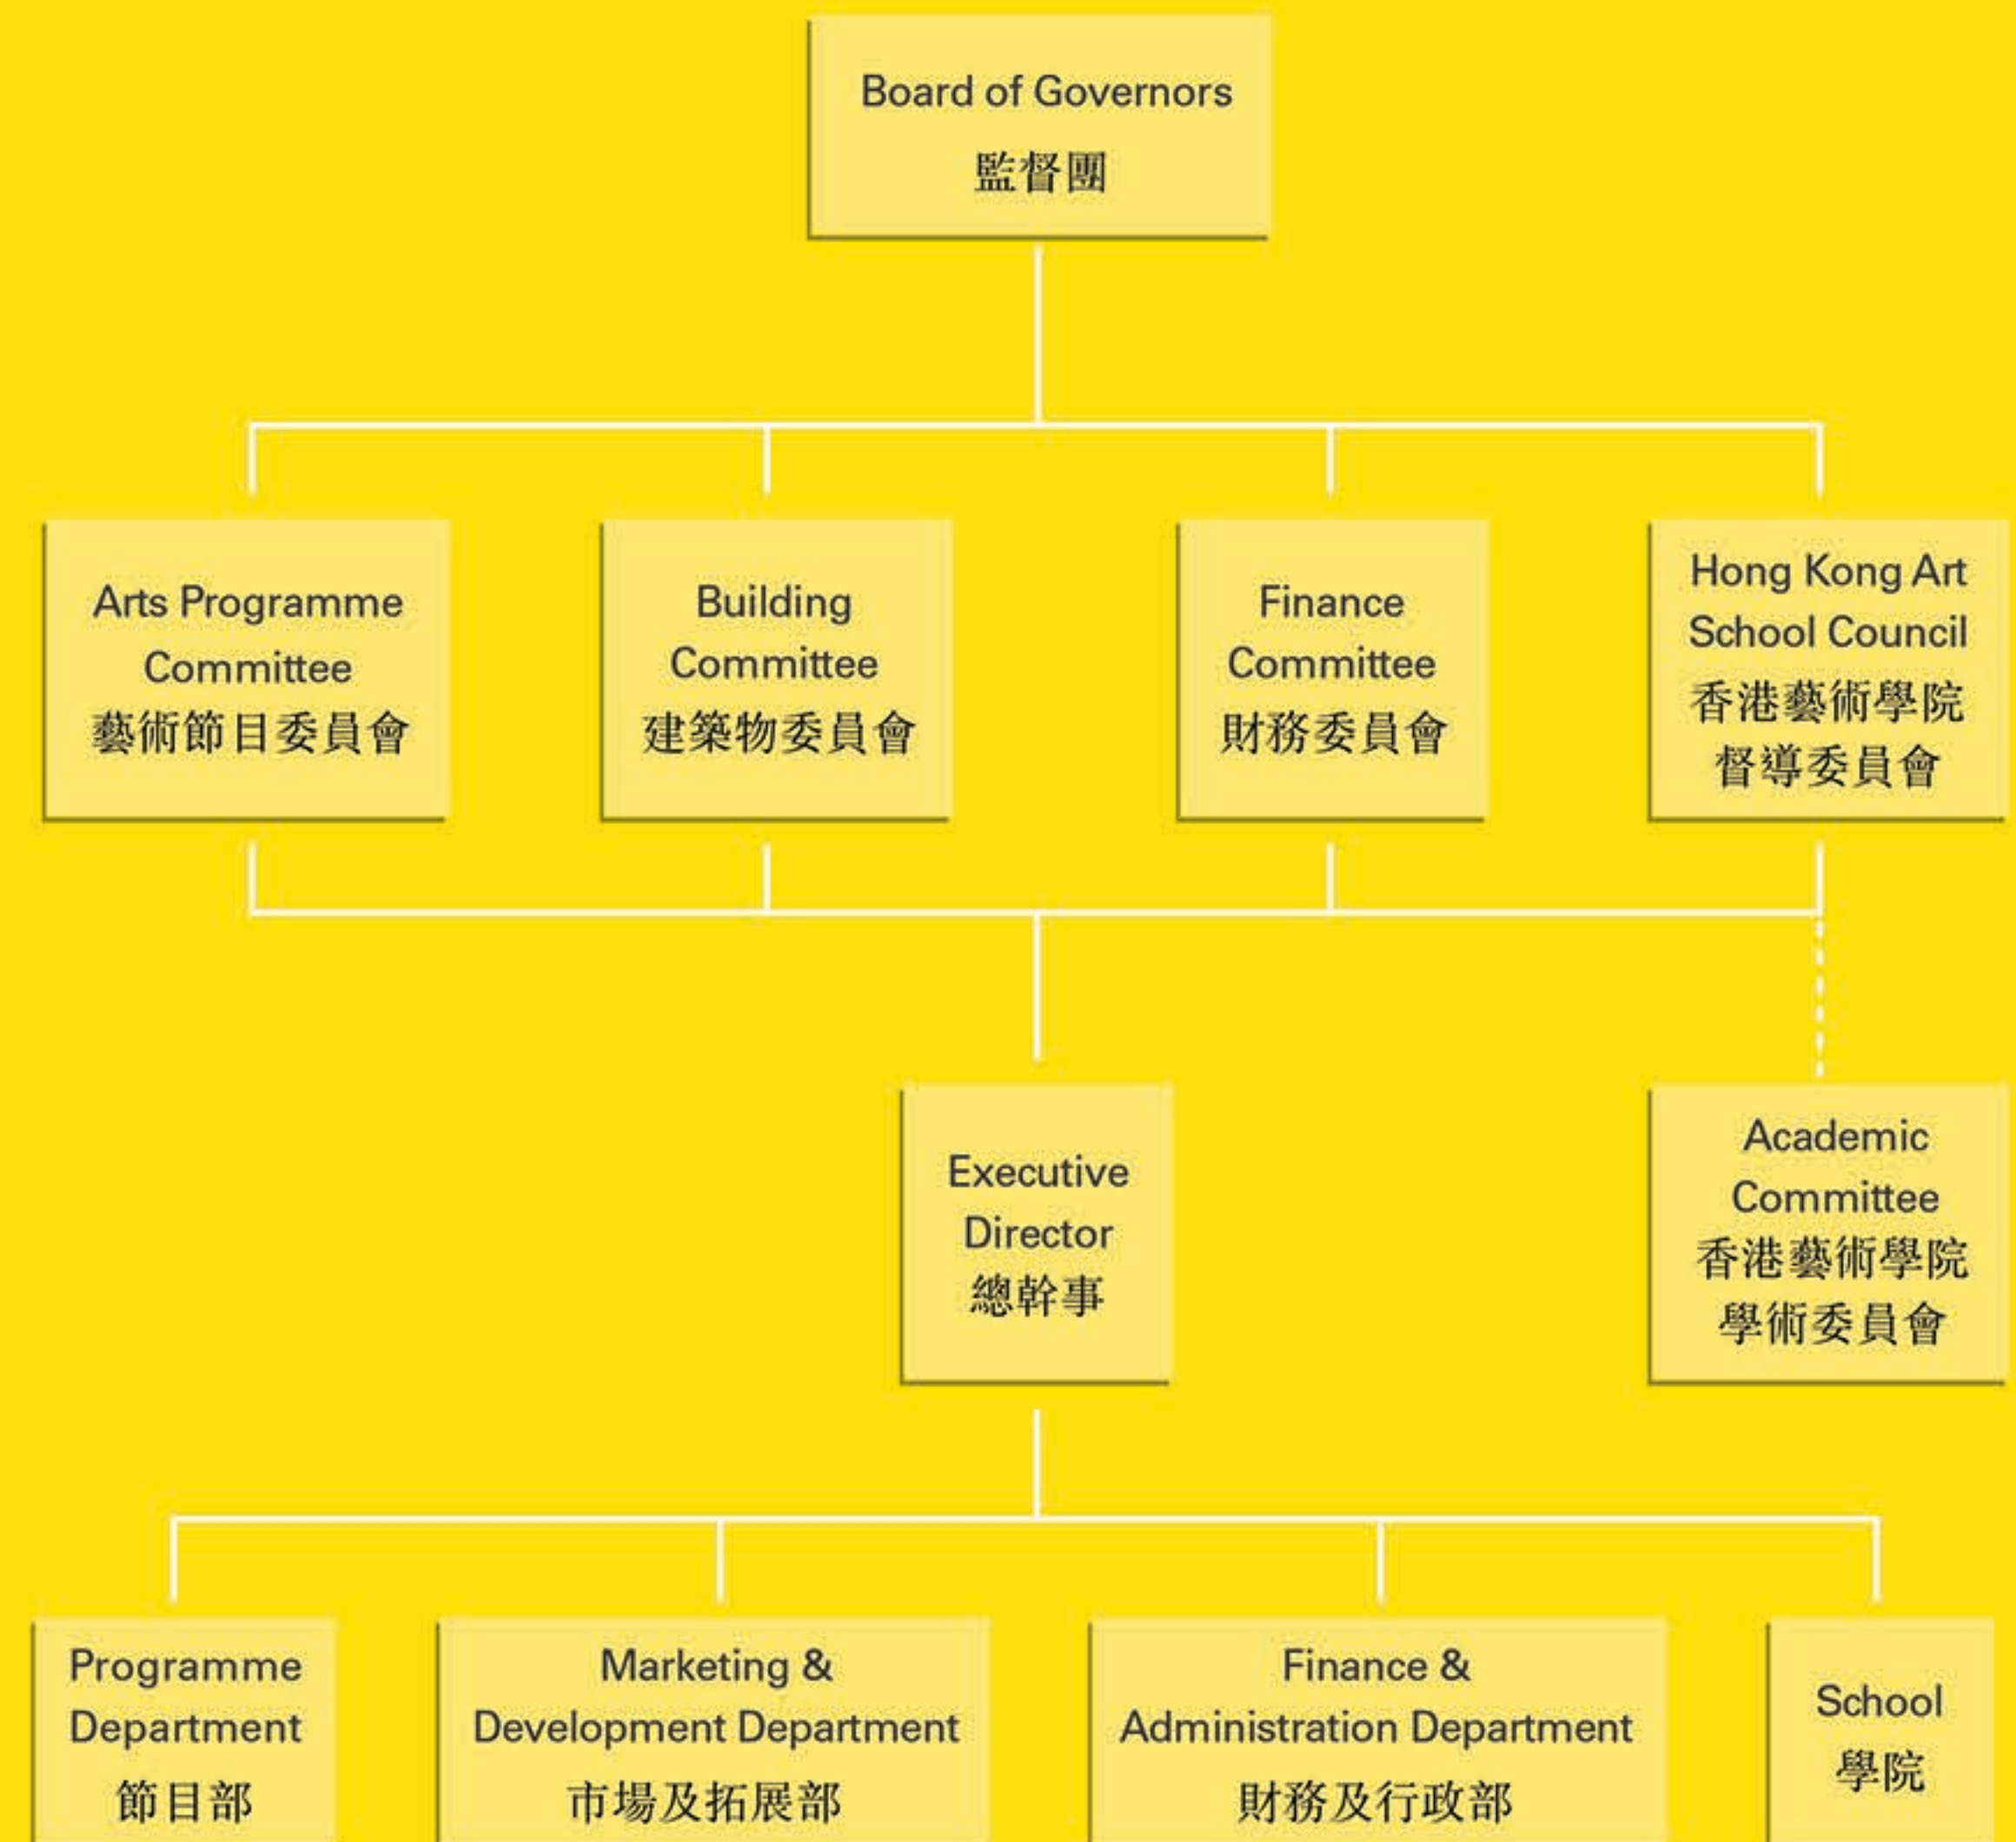 Board of Governors
監督團
Arts Programme
Committee
藝術節目委員會
Building
Committee
建築物委員會
Finance
Committee
財務委員會
Hong Kong Art
School Council
香港藝術學院
督導委員會
Executive
Director
總幹事
Academic
Committee
香港藝術學院
學術委員會
Programme
Department
節目部
Marketing &
Development Department
市場及拓展部
Finance &
Administration Department
財務及行政部
School
學院